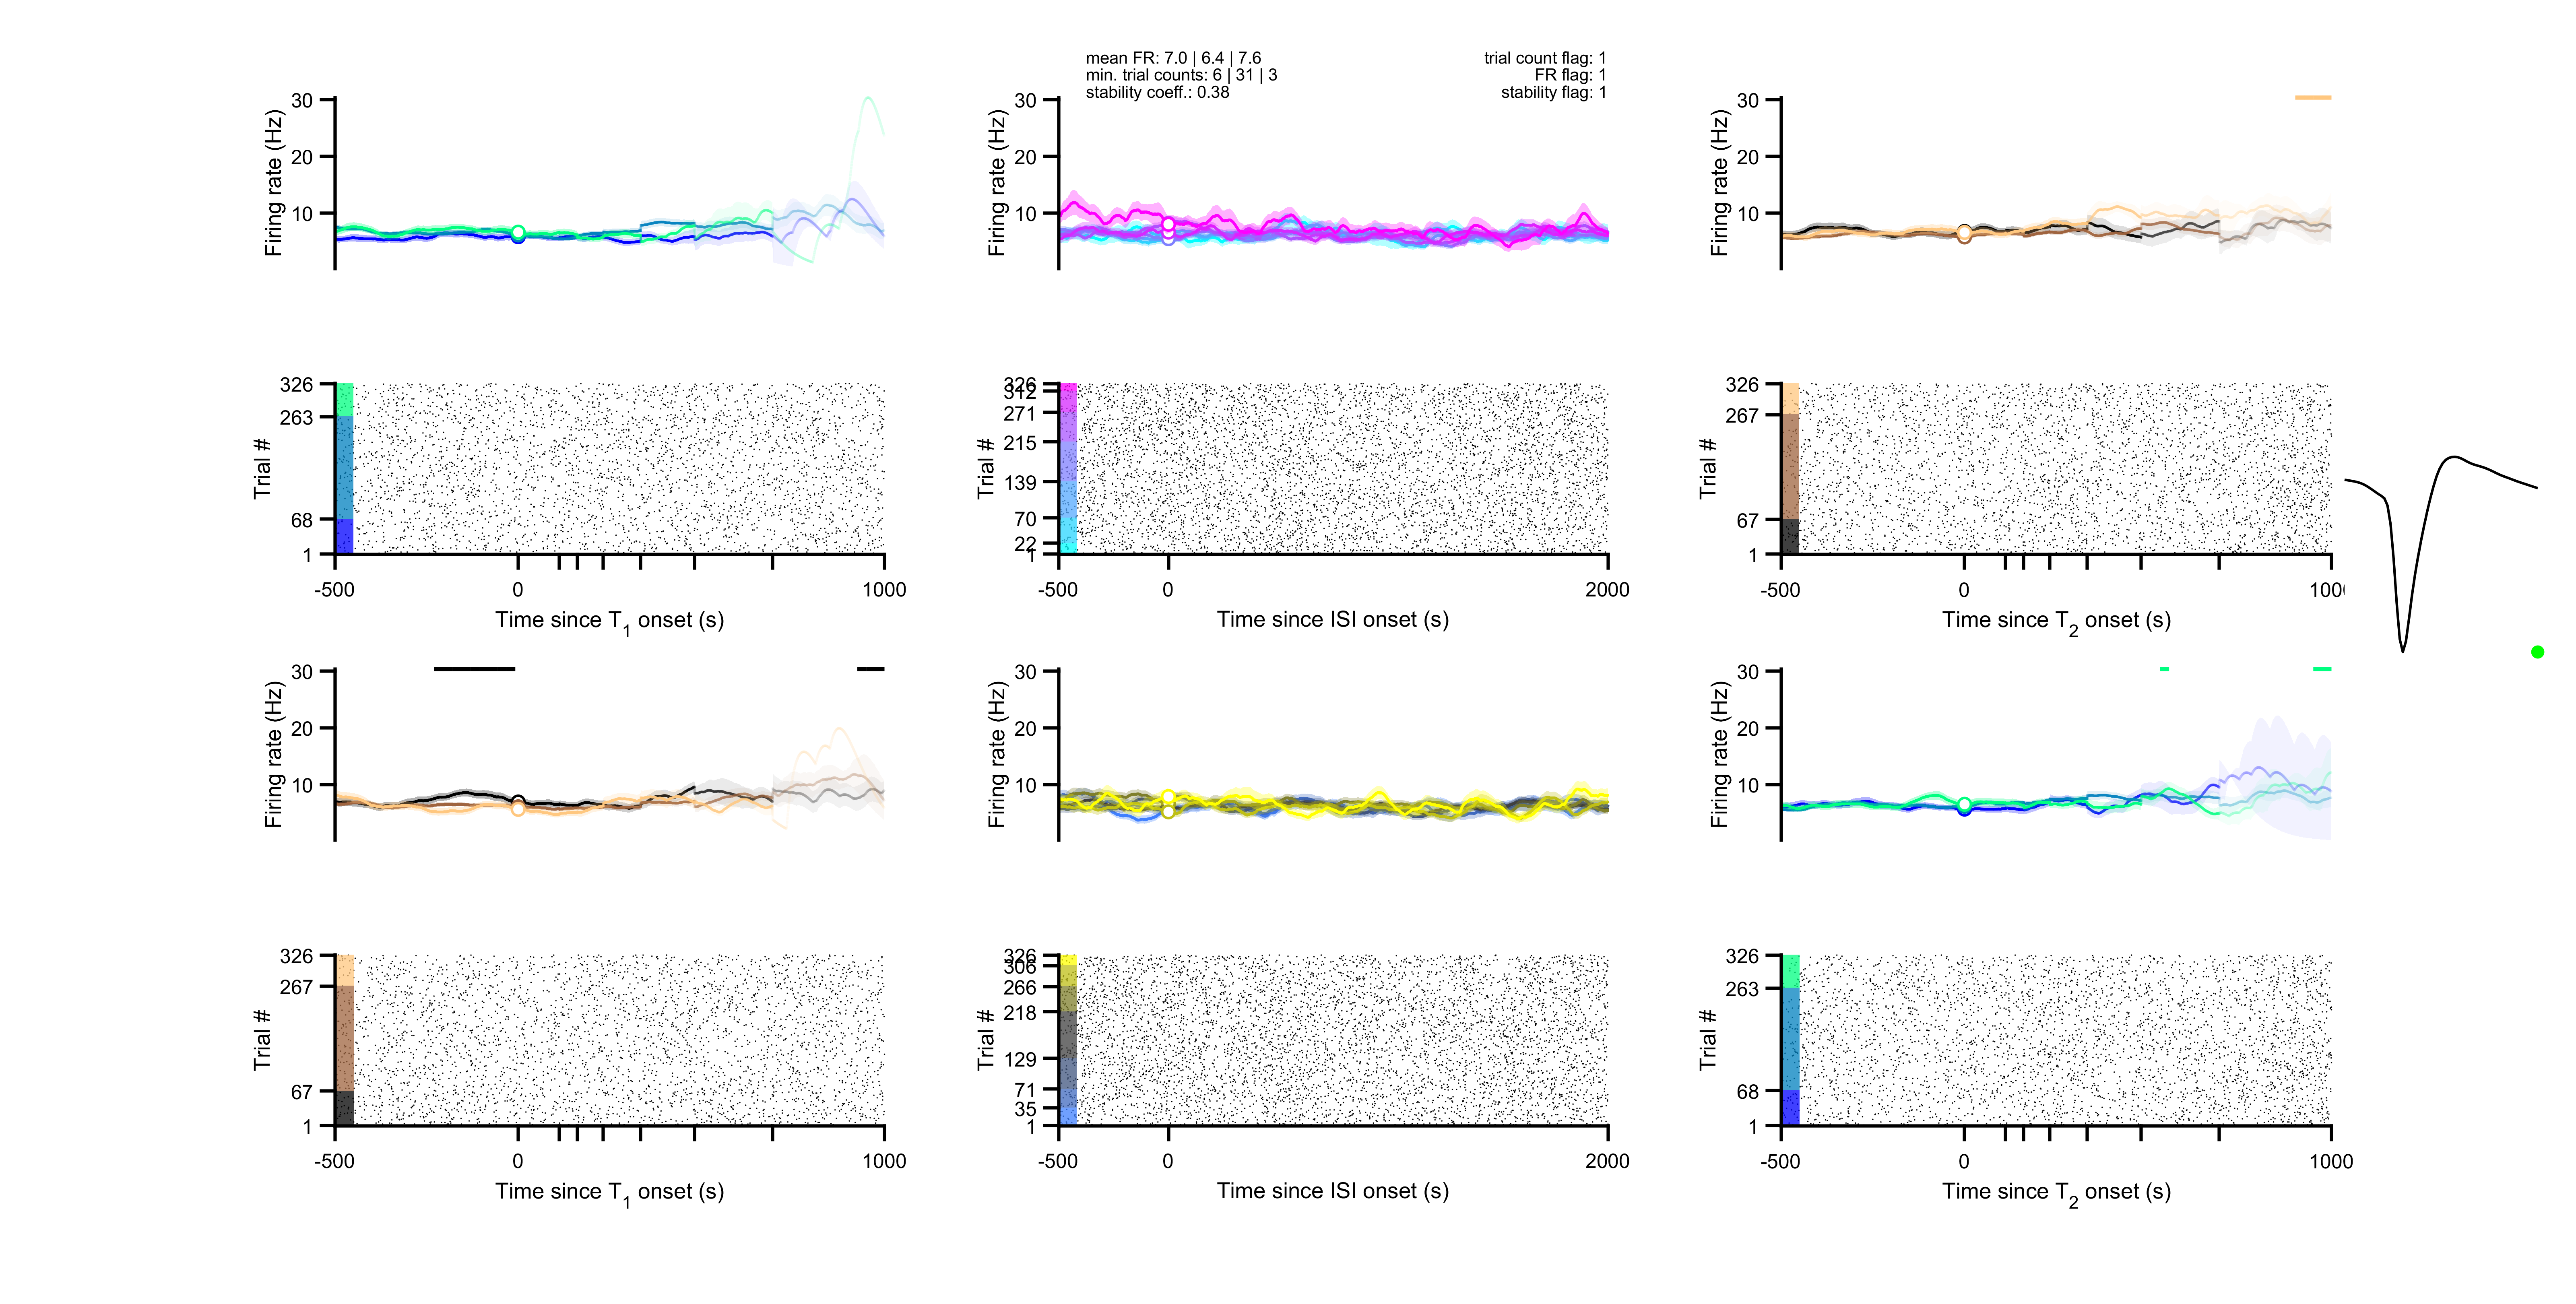 mean FR: 7.0 | 6.4 | 7.6
min. trial counts: 6 | 31 | 3
stability coeff.: 0.38
trial count flag: 1
FR flag: 1
stability flag: 1
30
20
10
Firing rate (Hz)
30
20
10
Firing rate (Hz)
30
20
10
Firing rate (Hz)
326
263
68
1
Trial #
-500
0
1000
Time since T1 onset (s)
326
312
271
215
139
70
22
1
Trial #
-500
0
2000
Time since ISI onset (s)
326
267
67
1
Trial #
-500
0
1000
Time since T2 onset (s)
30
20
10
Firing rate (Hz)
30
20
10
Firing rate (Hz)
30
20
10
Firing rate (Hz)
326
267
67
1
Trial #
-500
0
1000
Time since T1 onset (s)
326
306
266
218
129
71
35
1
Trial #
-500
0
2000
Time since ISI onset (s)
326
263
68
1
Trial #
-500
0
1000
Time since T2 onset (s)